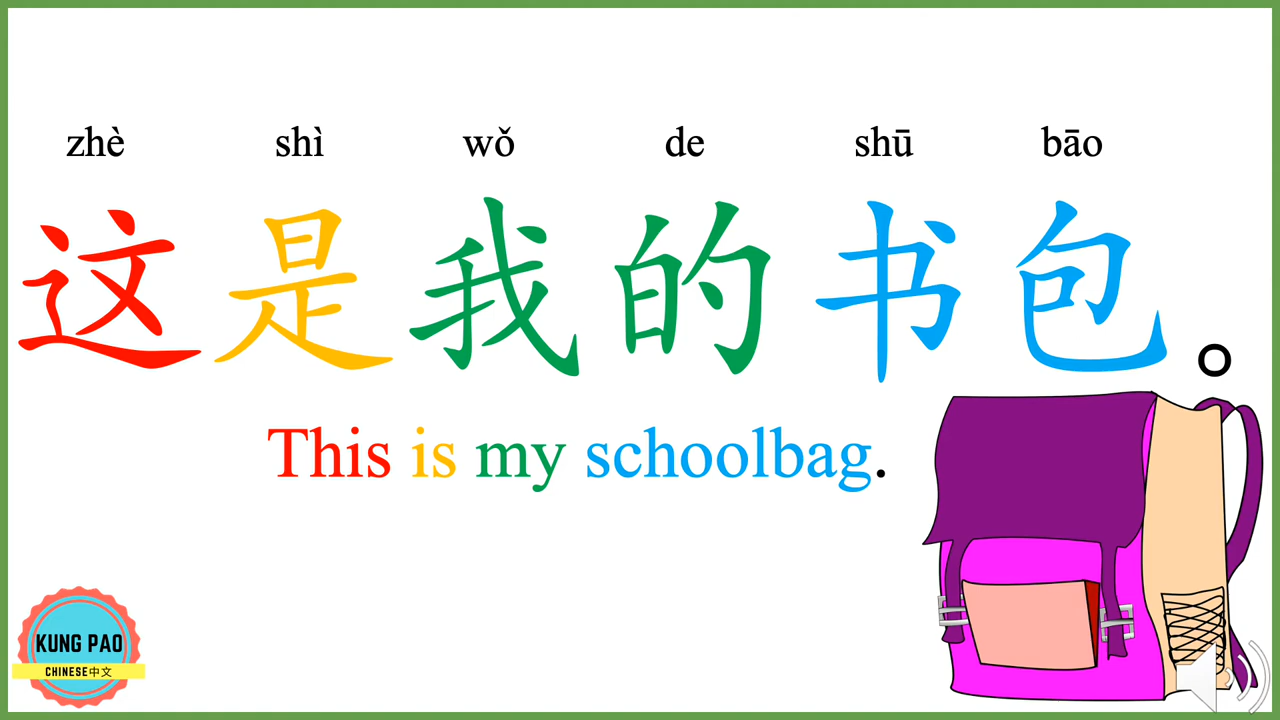 zhè shì wǒ de shū bāo
这是我的书包。
This is my schoolbag.
KUNG PAO
CHINESE中文